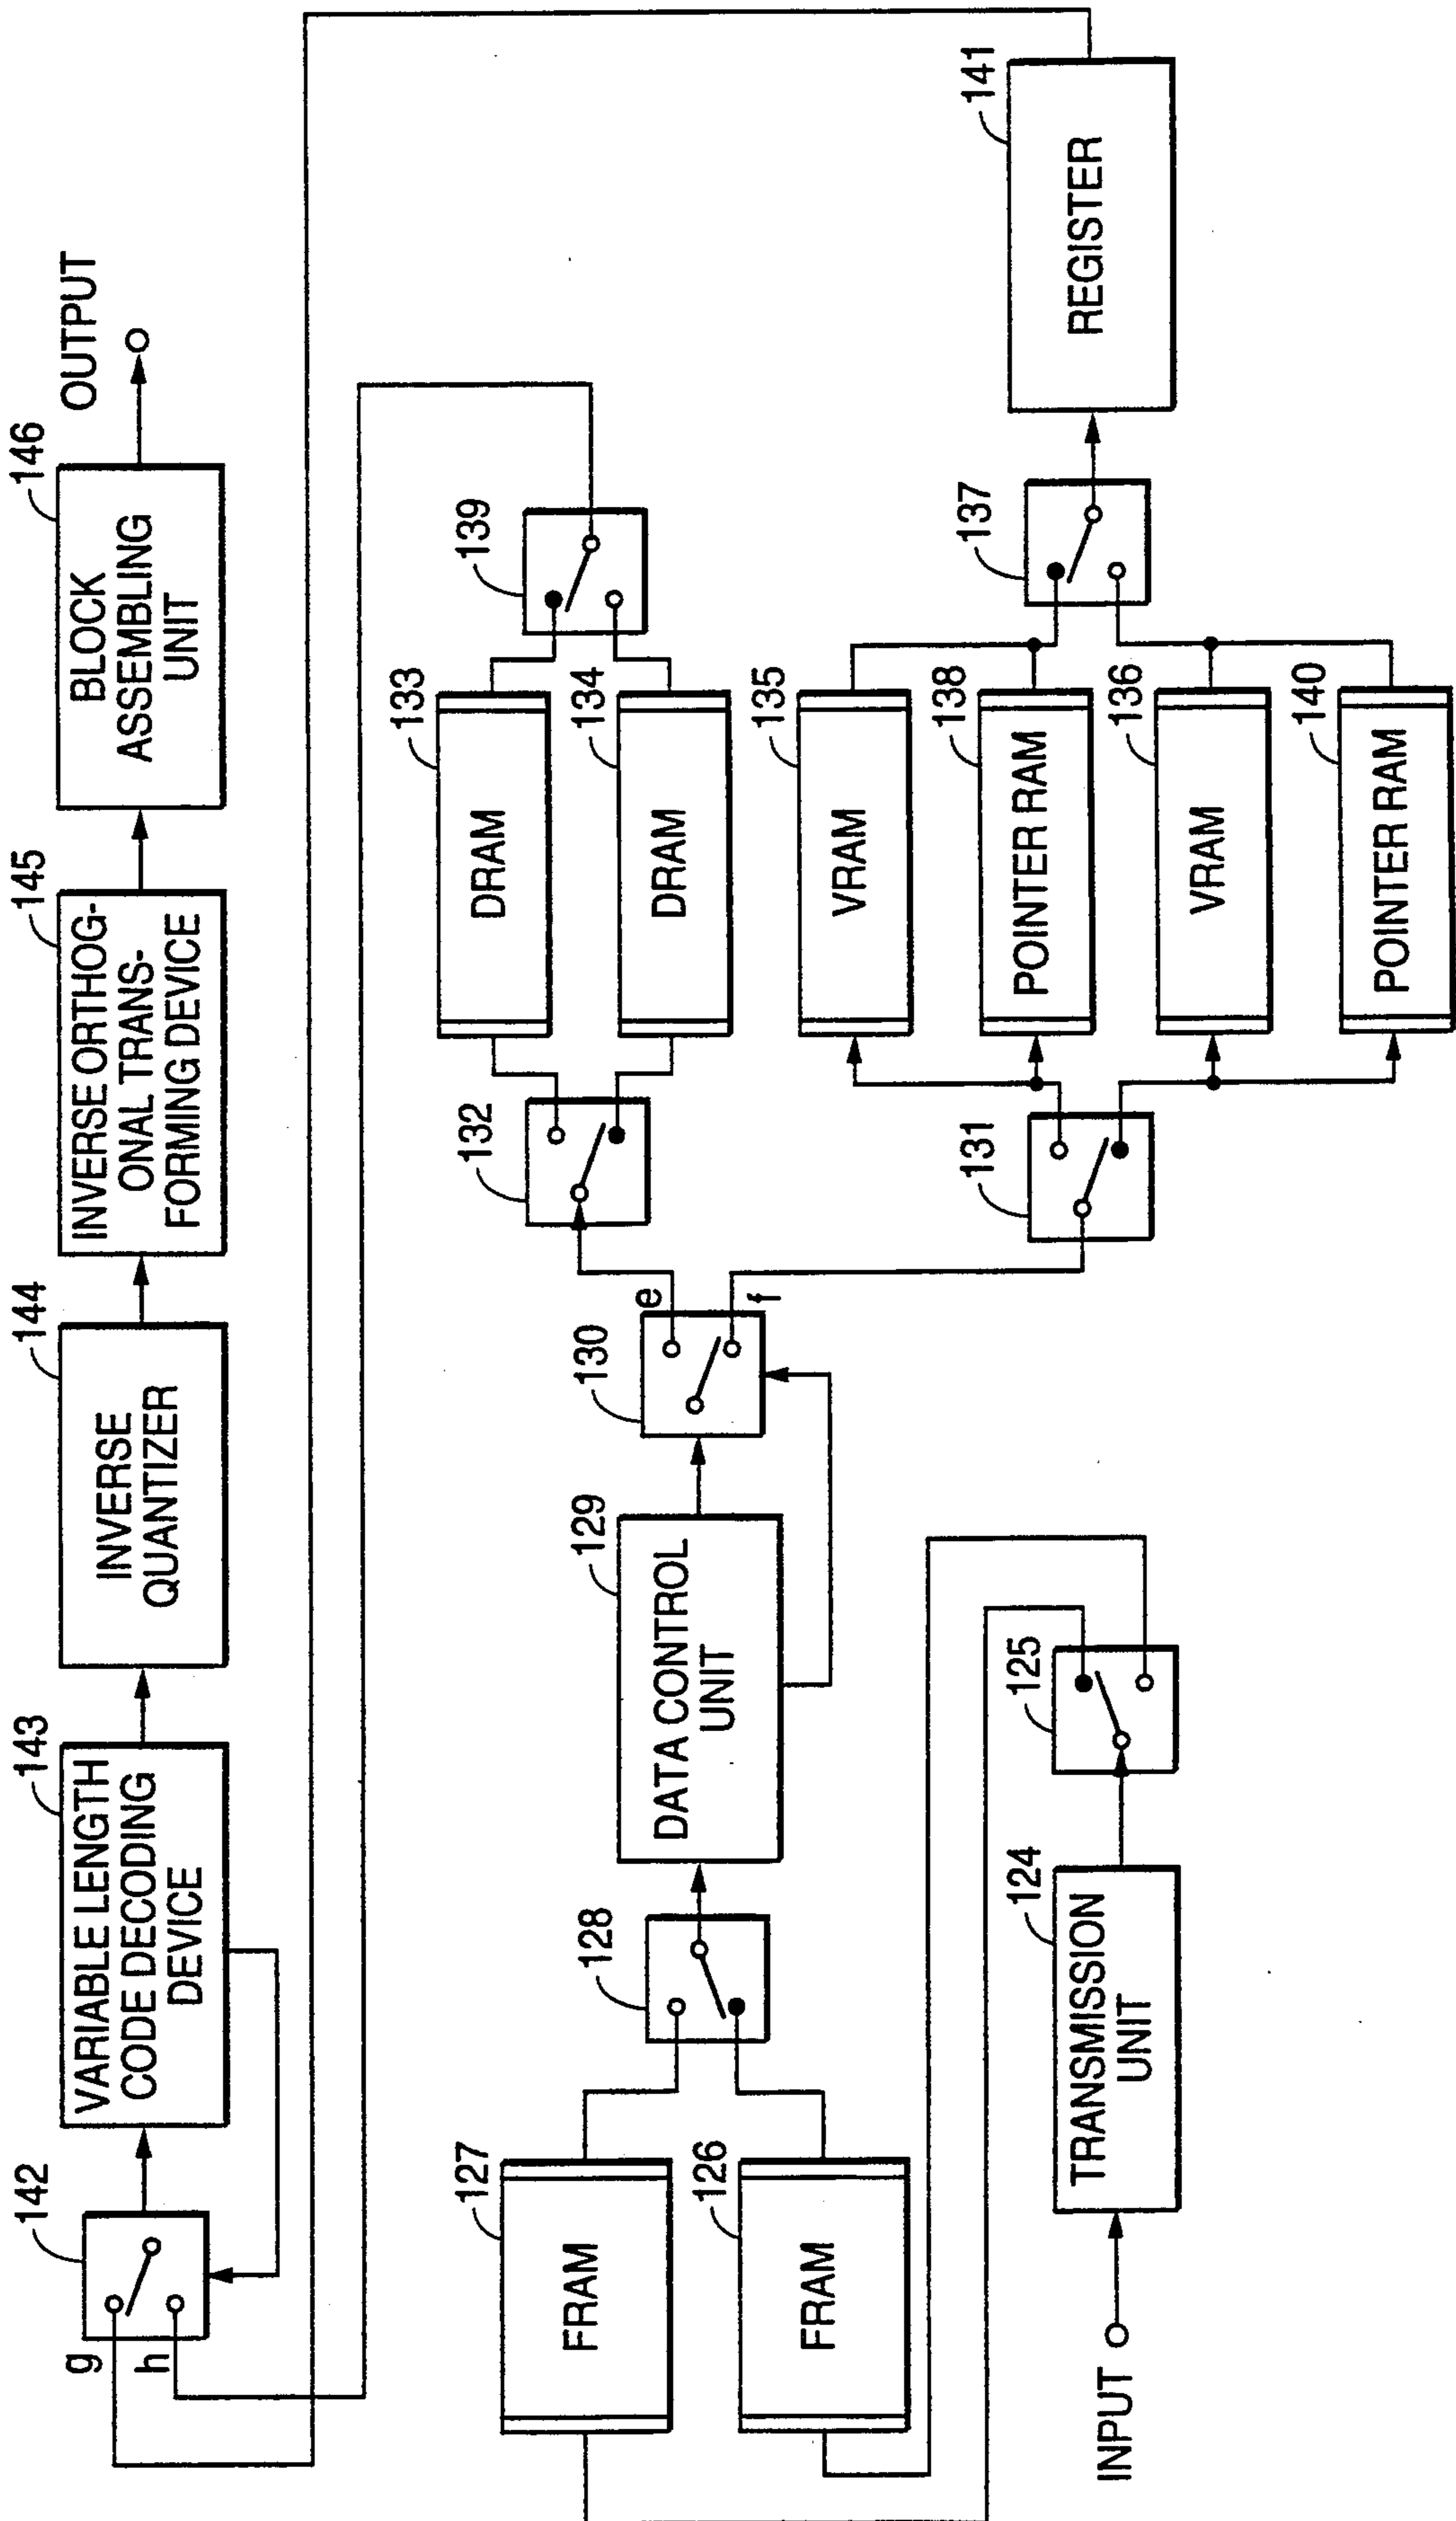 142
g
h
143
VARIABLE LENGTH
CODE DECODING
DEVICE
144
INVERSE
QUANTIZER
145
INVERSE ORTHOG-
ONAL TRANS-
FORMING DEVICE
146
BLOCK
ASSEMBLING
UNIT
OUTPUT
127
FRAM
126
FRAM
128
129
DATA CONTROL
UNIT
130
e
f
132
133
DRAM
134
DRAM
139
131
135
VRAM
138
POINTER RAM
136
VRAM
140
POINTER RAM
137
141
REGISTER
INPUT
124
TRANSMISSION
UNIT
125